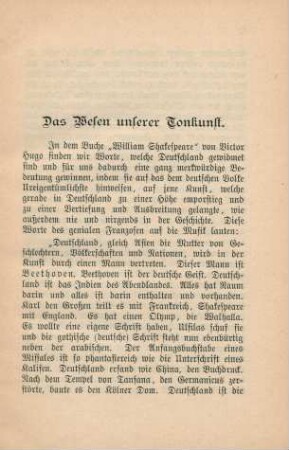 Das Wesen unserer Tonkunst.
In dem Buche „William Shakespeare“ von Victor
Hugo finden wir Worte, welche Deutschland gewidmet
sind und für uns dadurch eine ganz merkwürdige Be-
deutung gewinnen, indem sie auf das dem deutschen Volke
Ureigentümlichste hinweisen, auf jene Kunst, welche
gerade in Deutschland zu einer Höhe emporstieg und
zu einer Vertiefung und Ausbreitung gelangte, wie
außerdem nie und nirgends in der Geschichte. Diese
Worte des genialen Franzosen auf die Musik lauten:
„Deutschland, gleich Asien die Mutter von Ge-
schlechtern, Völkerschaften und Nationen, wird in der
Kunst durch einen Mann vertreten. Dieser Mann ist
Beethoven. Beethoven ist der deutsche Geist. Deutsch-
land ist das Indien des Abendlandes. Alles hat Raum
darin und alles ist darin enthalten und vorhanden.
Karl den Großen teilt es mit Frankreich, Shakespeare
mit England. Es hat einen Olymp, die Walhalla.
Es wollte eine eigene Schrift haben, Ulfilas schuf sie
und die gothische (deutsche) Schrift steht nun ebenbürtig
neben der arabischen. Der Anfangsbuchstabe eines
Missales ist so phantastereich wie die Unterschrift eines
Kalifen. Deutschland erfand wie China, den Buchdruck.
Nach dem Tempel von Tanfana, den Germanicus zer-
störte, baute es den Kölner Dom. Deutschland ist die